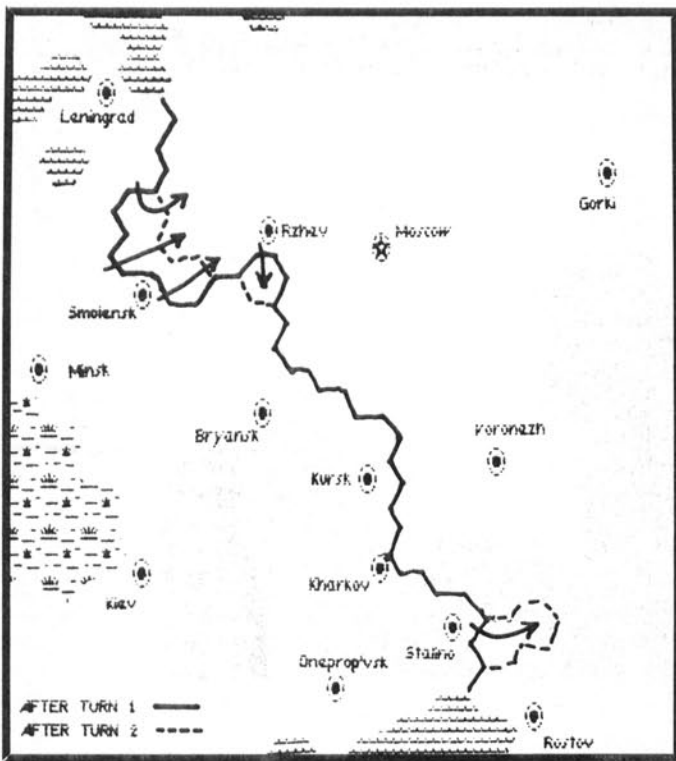 Leningrad
Gorki
Rzhev
Moscow
Smolensk
Minsk
Bryansk
Voronezh
Kursk
Kharkov
Kiev
Stalino
Dneproptvsk
AFTER TURN 1
AFTER TURN 2
Rostov